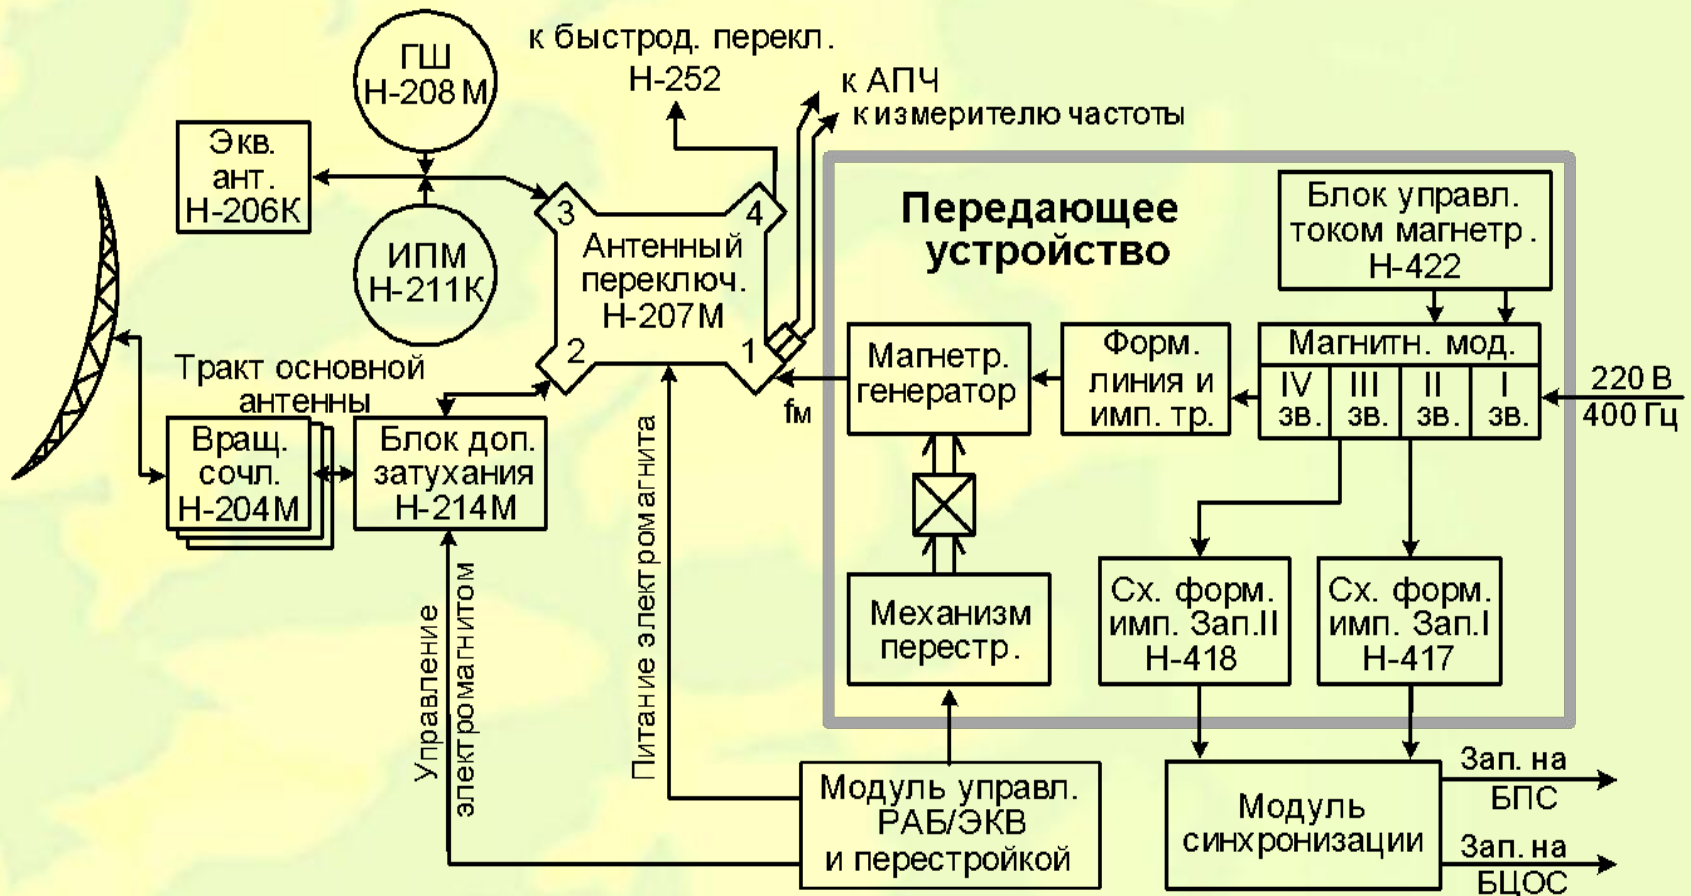 ГШ
Н-208М
к быстрод. перекл.
Н-252
к АПЧ
к измерителю частоты
Экв.
ант.
Н-206К
ИПМ
Н-211К
3
4
Антенный
переключ.
Н-207М
2
1
Передающее
устройство
Блок управл.
током магнетр.
Н-422
Магнетр.
генератор
fм
Форм.
линия и
имп. тр.
Магнитн. мод.
IV
зв.
III
зв.
II
зв.
I
зв.
220 В
400 Гц
Тракт основной
антенны
Вращ.
сочл.
Н-204М
Блок доп.
затухания
Н-214М
Управление
электромагнитом
Питание электромагнита
Механизм
перестр.
Сх. форм.
имп. Зап.II
Н-418
Сх. форм.
имп. Зап.I
Н-417
Модуль управл.
РАБ/ЭКВ
и перестройкой
Модуль
синхронизации
Зап. на
БПС
Зап. на
БЦОС